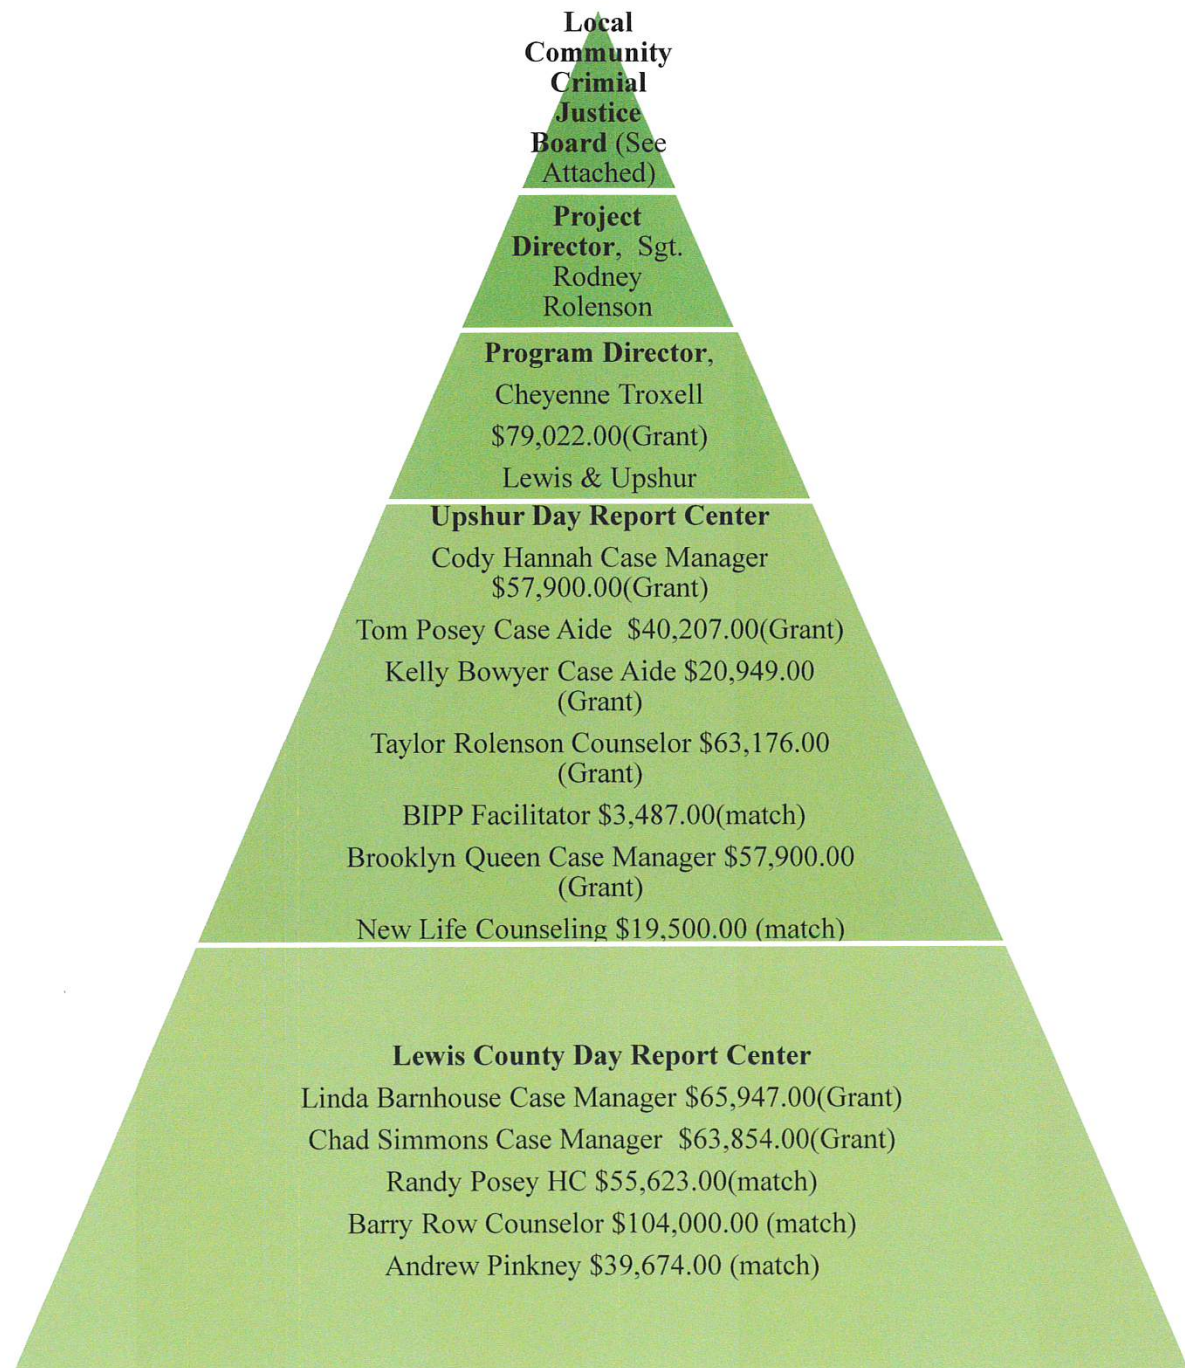 Local
Community
Crimial
Justice
Board (See
Attached)
Project
Director, Sgt.
Rodney
Rolenson
Program Director,
Cheyenne Troxell
$79,022.00(Grant)
Lewis & Upshur
Upshur Day Report Center
Cody Hannah Case Manager
$57,900.00(Grant)
Tom Posey Case Aide $40,207.00(Grant)
Kelly Bowyer Case Aide $20,949.00
(Grant)
Taylor Rolenson Counselor $63,176.00
(Grant)
BIPP Facilitator $3,487.00(match)
Brooklyn Queen Case Manager $57,900.00
(Grant)
New Life Counseling $19,500.00 (match)
Lewis County Day Report Center
Linda Barnhouse Case Manager $65,947.00(Grant)
Chad Simmons Case Manager $63,854.00(Grant)
Randy Posey HC $55,623.00(match)
Barry Row Counselor $104,000.00 (match)
Andrew Pinkney $39,674.00 (match)